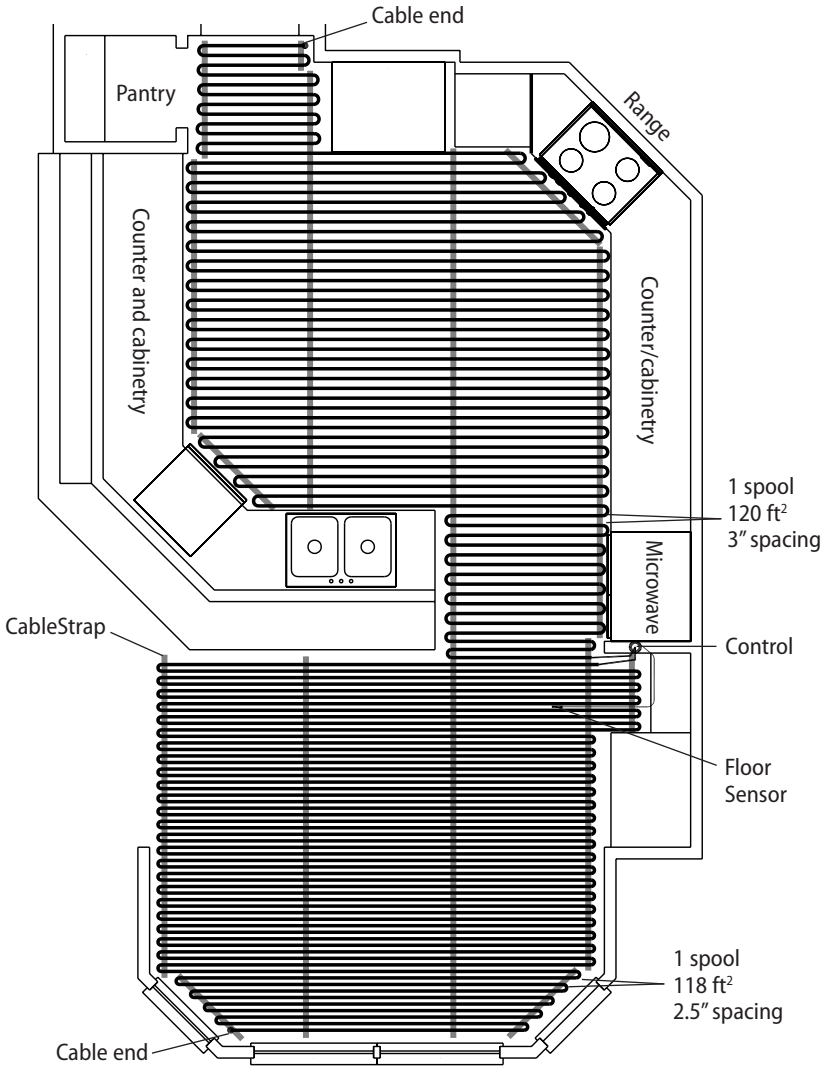 Cable end
Pantry
Range
Counter and cabinetry
Counter/cabinetry
1 spool
120 ft²
3” spacing
Microwave
CableStrap
Control
Floor
Sensor
1 spool
118 ft²
2.5” spacing
Cable end